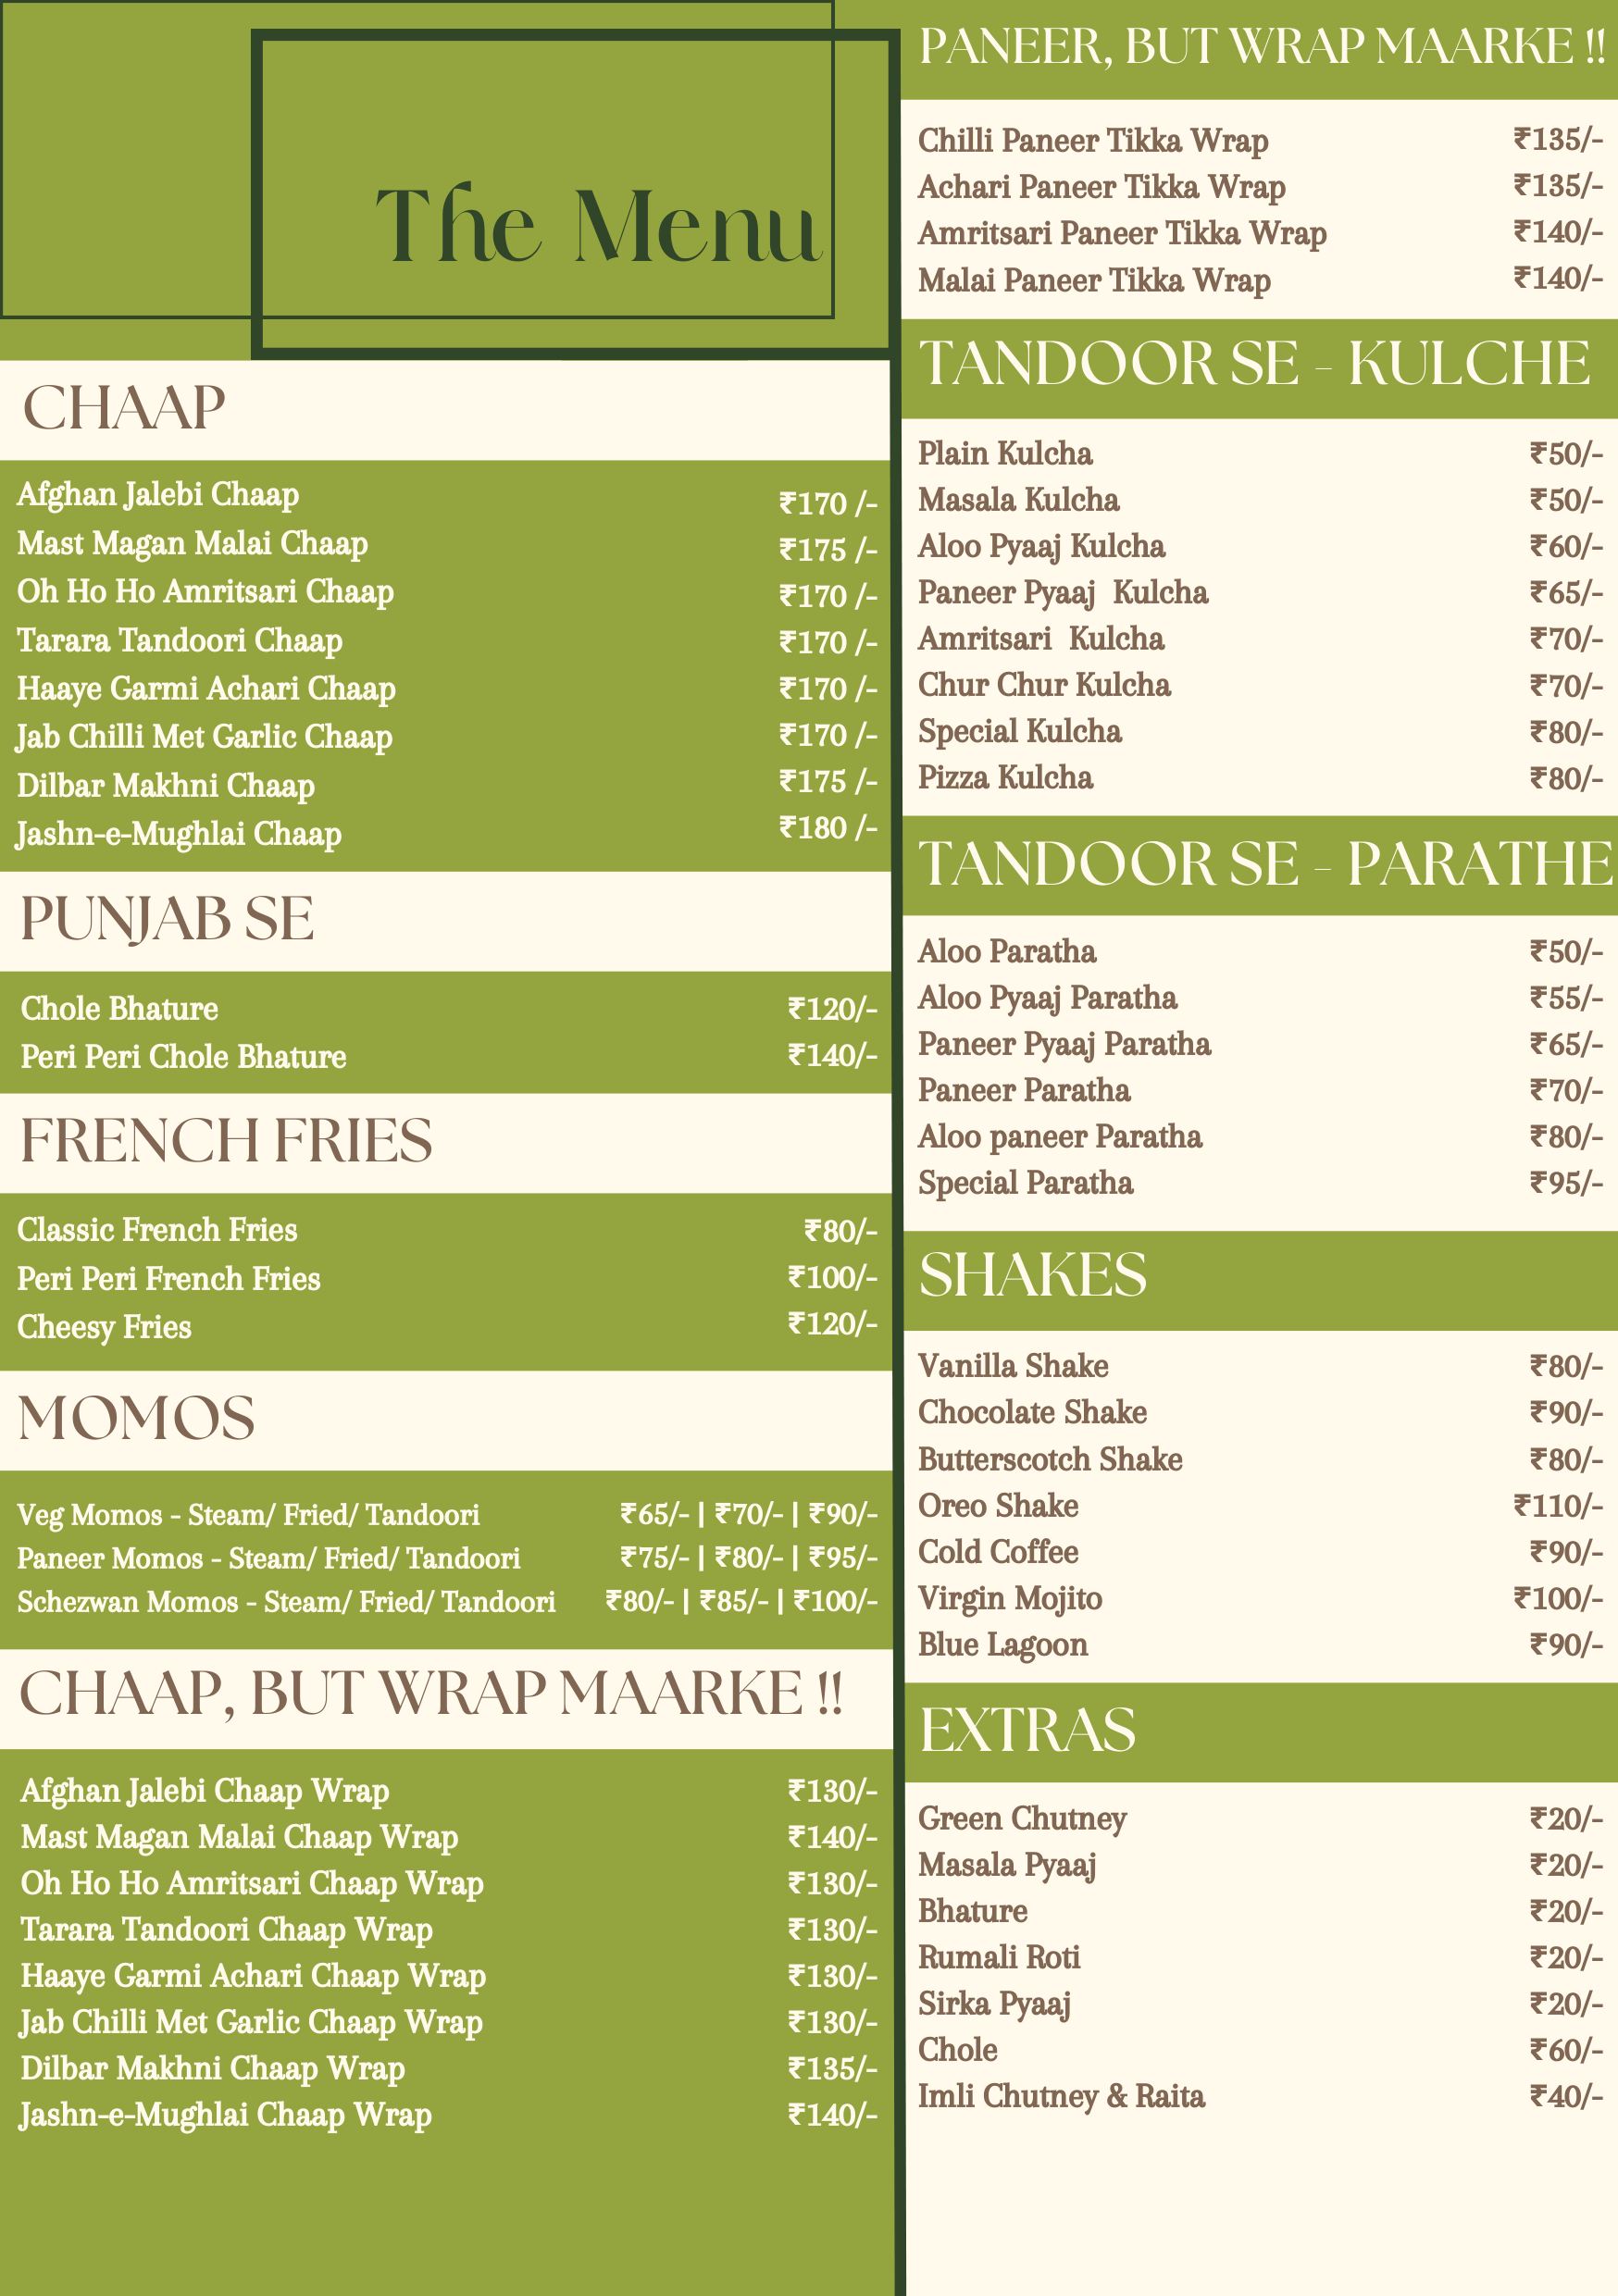 The Menu
CHAAP
Afghan Jalebi Chaap ₹170 /-
Mast Magan Malai Chaap ₹175 /-
Oh Ho Ho Amritsari Chaap ₹170 /-
Tarara Tandoori Chaap ₹170 /-
Haaye Garmi Achari Chaap ₹170 /-
Jab Chilli Met Garlic Chaap ₹170 /-
Dilbar Makhni Chaap ₹175 /-
Jashn-e-Mughlai Chaap ₹180 /-
PUNJAB SE
Chole Bhature ₹120/-
Peri Peri Chole Bhature ₹140/-
FRENCH FRIES
Classic French Fries ₹80/-
Peri Peri French Fries ₹100/-
Cheesy Fries ₹120/-
MOMOS
Veg Momos - Steam/ Fried/ Tandoori ₹65/- | ₹70/- | ₹90/-
Paneer Momos - Steam/ Fried/ Tandoori ₹75/- | ₹80/- | ₹95/-
Schezwan Momos - Steam/ Fried/ Tandoori ₹80/- | ₹85/- | ₹100/-
CHAAP, BUT WRAP MAARKE !!
Afghan Jalebi Chaap Wrap ₹130/-
Mast Magan Malai Chaap Wrap ₹140/-
Oh Ho Ho Amritsari Chaap Wrap ₹130/-
Tarara Tandoori Chaap Wrap ₹130/-
Haaye Garmi Achari Chaap Wrap ₹130/-
Jab Chilli Met Garlic Chaap Wrap ₹130/-
Dilbar Makhni Chaap Wrap ₹135/-
Jashn-e-Mughlai Chaap Wrap ₹140/-
PANEER, BUT WRAP MAARKE !!
Chilli Paneer Tikka Wrap ₹135/-
Achari Paneer Tikka Wrap ₹135/-
Amritsari Paneer Tikka Wrap ₹140/-
Malai Paneer Tikka Wrap ₹140/-
TANDOOR SE - KULCHE
Plain Kulcha ₹50/-
Masala Kulcha ₹50/-
Aloo Pyaaj Kulcha ₹60/-
Paneer Pyaaj Kulcha ₹65/-
Amritsari Kulcha ₹70/-
Chur Chur Kulcha ₹70/-
Special Kulcha ₹80/-
Pizza Kulcha ₹80/-
TANDOOR SE - PARATHE
Aloo Paratha ₹50/-
Aloo Pyaaj Paratha ₹55/-
Paneer Pyaaj Paratha ₹65/-
Paneer Paratha ₹70/-
Aloo paneer Paratha ₹80/-
Special Paratha ₹95/-
SHAKES
Vanilla Shake ₹80/-
Chocolate Shake ₹90/-
Butterscotch Shake ₹80/-
Oreo Shake ₹110/-
Cold Coffee ₹90/-
Virgin Mojito ₹100/-
Blue Lagoon ₹90/-
EXTRAS
Green Chutney ₹20/-
Masala Pyaaj ₹20/-
Bhature ₹20/-
Rumali Roti ₹20/-
Sirka Pyaaj ₹20/-
Chole ₹60/-
Imli Chutney & Raita ₹40/-